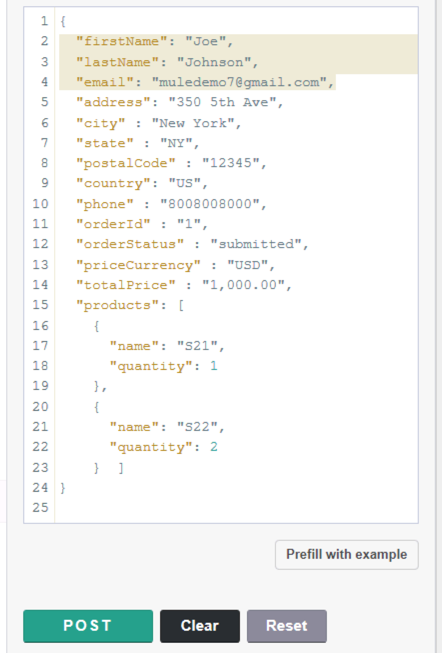 1 {
2 "firstName": "Joe",
3 "lastName": "Johnson",
4 "email": "muledemo7@gmail.com",
5 "address": "350 5th Ave",
6 "city" : "New York",
7 "state" : "NY",
8 "postalCode" : "12345",
9 "country": "US",
10 "phone" : "8008008000",
11 "orderId" : "1",
12 "orderStatus" : "submitted",
13 "priceCurrency" : "USD",
14 "totalPrice" : "1,000.00",
15 "products": [
16 {
17 "name": "S21",
18 "quantity": 1
19 },
20 {
21 "name": "S22",
22 "quantity": 2
23 } ]
24 }
25
Prefill with example
POST Clear Reset